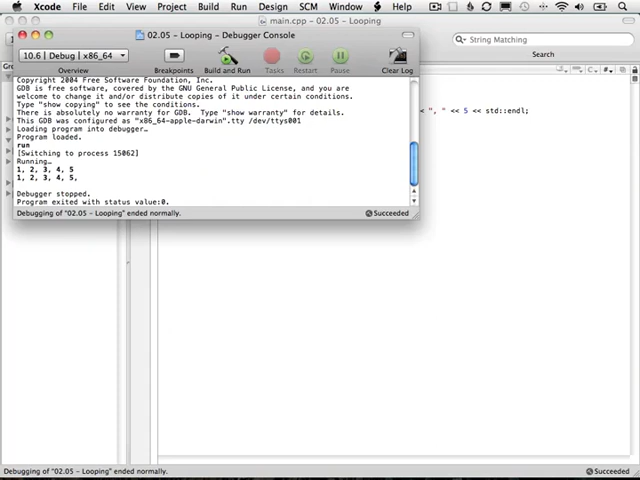 Xcode File Edit View Project Build Run Design SCM Window Help
main.cpp - 02.05 - Looping
02.05 - Looping - Debugger Console
10.6 | Debug | x86_64
String Matching
Overview Breakpoints Build and Run Tasks Restart Pause Clear Log
Search
Copyright 2004 Free Software Foundation, Inc.
GDB is free software, covered by the GNU General Public License, and you are
welcome to change it and/or distribute copies of it under certain conditions.
Type "show copying" to see the conditions.
There is absolutely no warranty for GDB.  Type "show warranty" for details.
This GDB was configured as "x86_64-apple-darwin".tty /dev/ttys001
Loading program into debugger…
Program loaded.
run
[Switching to process 15062]
Running…
1, 2, 3, 4, 5
1, 2, 3, 4, 5,
Debugger stopped.
Program exited with status value:0.
< ", " << 5 << std::endl;
Debugging of "02.05 - Looping" ended normally.
Succeeded
Debugging of "02.05 - Looping" ended normally.
Succeeded